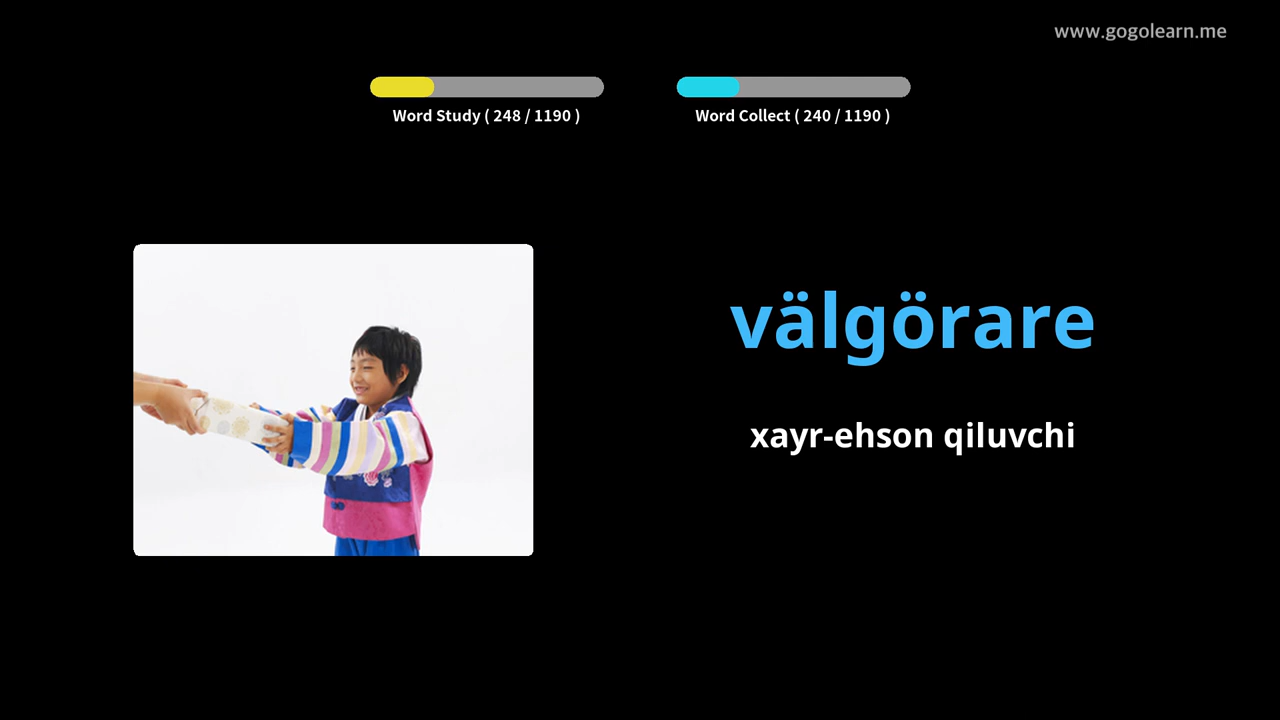 www.gogolearn.me
Word Study ( 248 / 1190 )
Word Collect ( 240 / 1190 )
välgörare
xayr-ehson qiluvchi